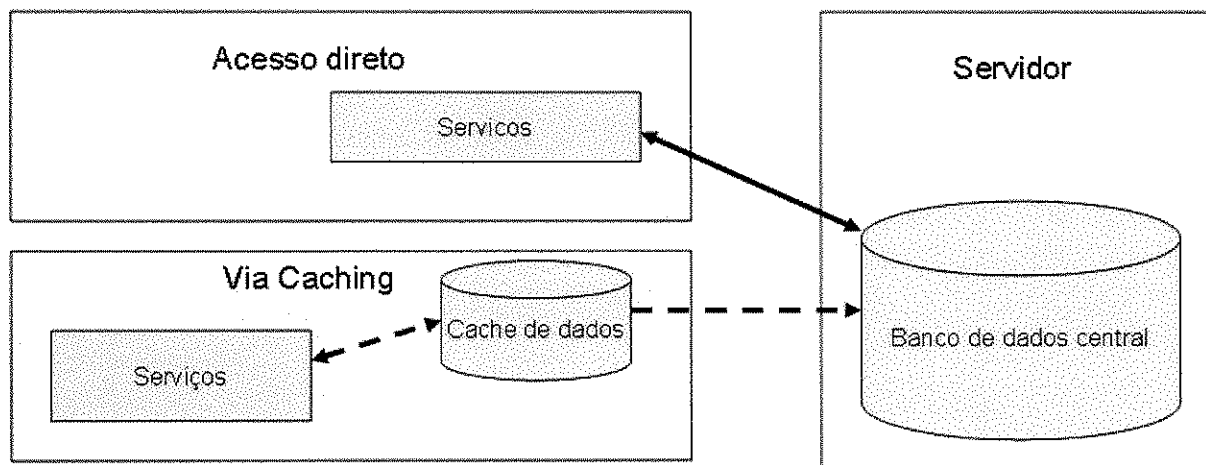 Acesso direto
Servicos
Servidor
Via Caching
Cache de dados
Serviços
Banco de dados central